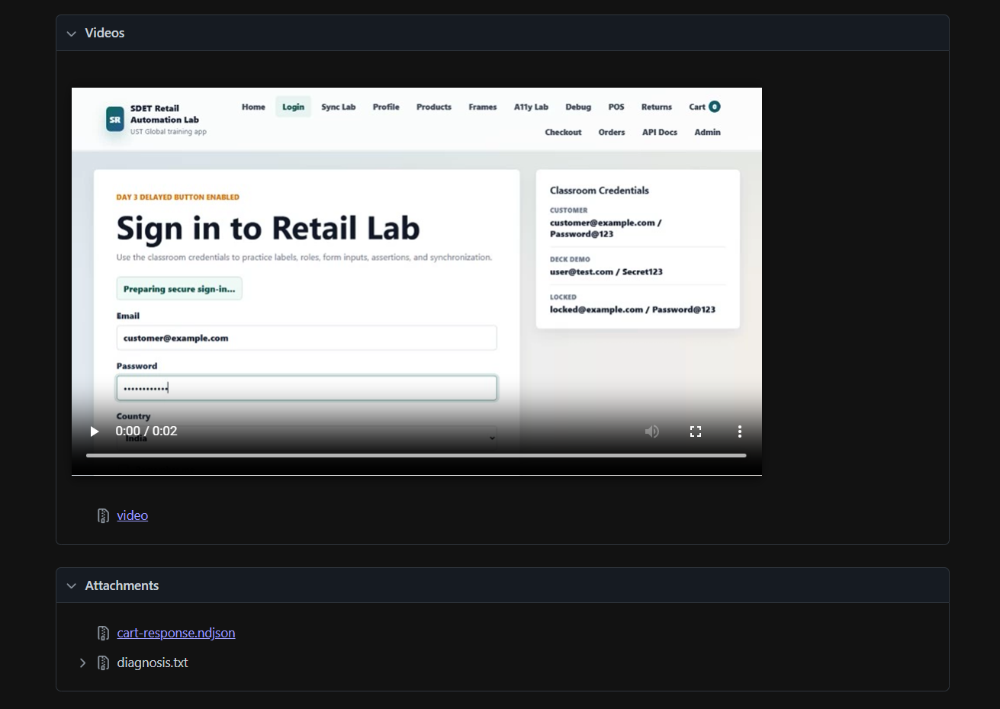 Videos
SR
SDET Retail
Automation Lab
UST Global training app
Home Login Sync Lab Profile Products Frames A11y Lab Debug POS Returns Cart 0
Checkout Orders API Docs Admin
DAY 3 DELAYED BUTTON ENABLED
Sign in to Retail Lab
Use the classroom credentials to practice labels, roles, form inputs, assertions, and synchronization.
Preparing secure sign-in...
Email
customer@example.com
Password
••••••••••••
Country
India
Classroom Credentials
CUSTOMER
customer@example.com /
Password@123
DECK DEMO
user@test.com / Secret123
LOCKED
locked@example.com / Password@123
0:00 / 0:02
video
Attachments
cart-response.ndjson
diagnosis.txt